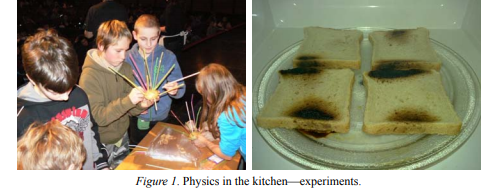 Figure 1. Physics in the kitchen—experiments.